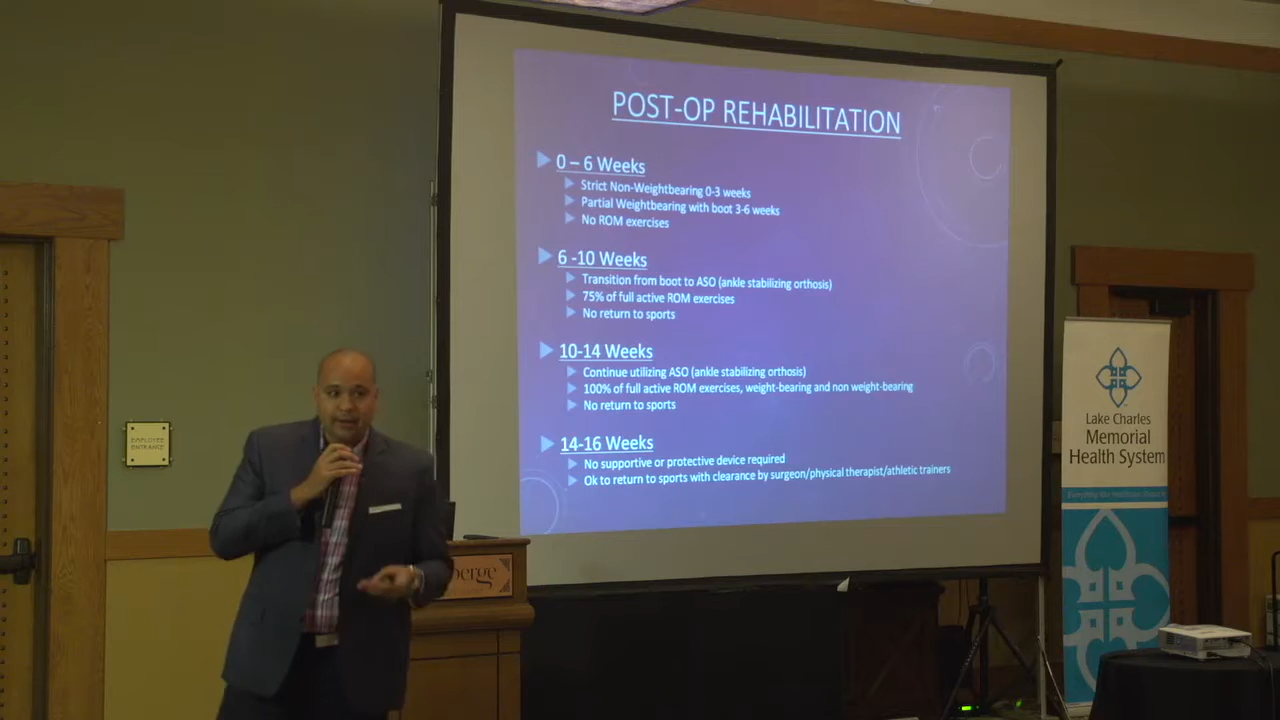 POST-OP REHABILITATION
0 – 6 Weeks
Strict Non-Weightbearing 0-3 weeks
Partial Weightbearing with boot 3-6 weeks
No ROM exercises
6 -10 Weeks
Transition from boot to ASO (ankle stabilizing orthosis)
75% of full active ROM exercises
No return to sports
10-14 Weeks
Continue utilizing ASO (ankle stabilizing orthosis)
100% of full active ROM exercises, weight-bearing and non weight-bearing
No return to sports
14-16 Weeks
No supportive or protective device required
Ok to return to sports with clearance by surgeon/physical therapist/athletic trainers
EMPLOYEE
ENTRANCE
berge
Lake Charles
Memorial
Health System